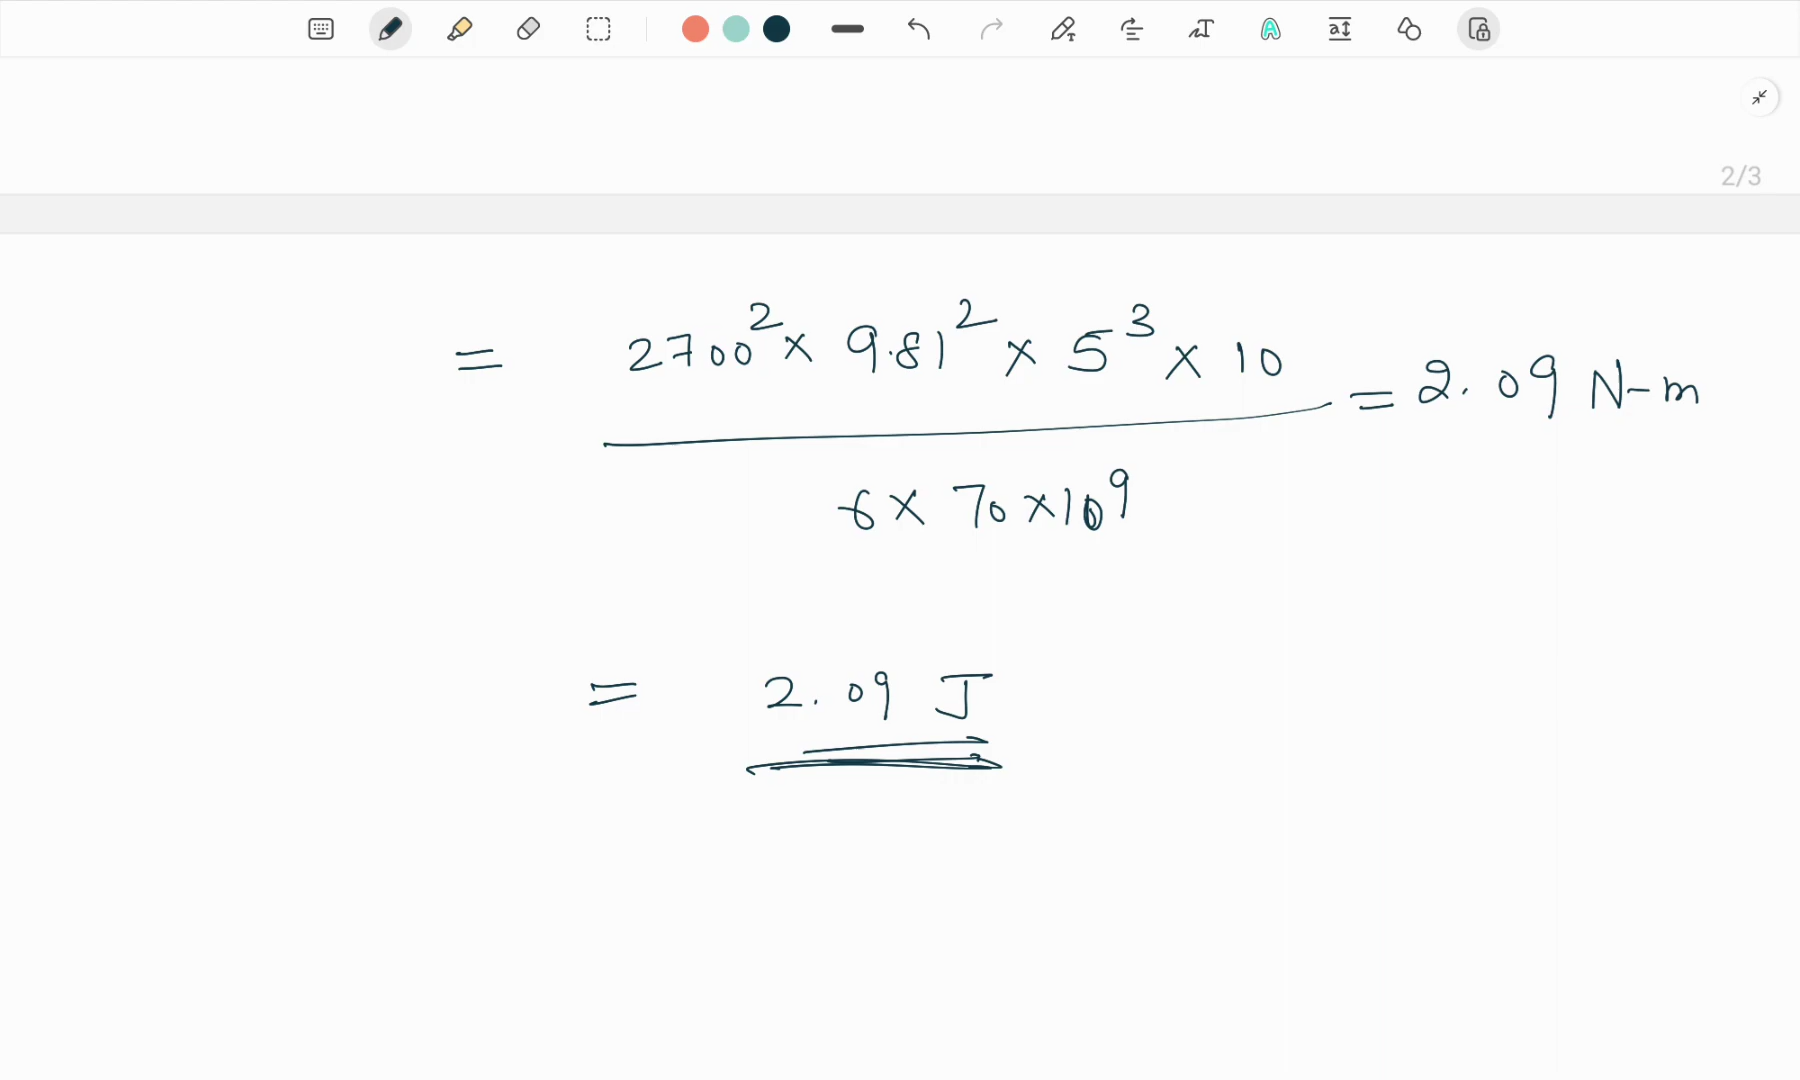 2/3
= 2700² × 9.81² × 5³ × 10 = 2.09 N-m
6 × 70 × 10⁹
= 2.09 J